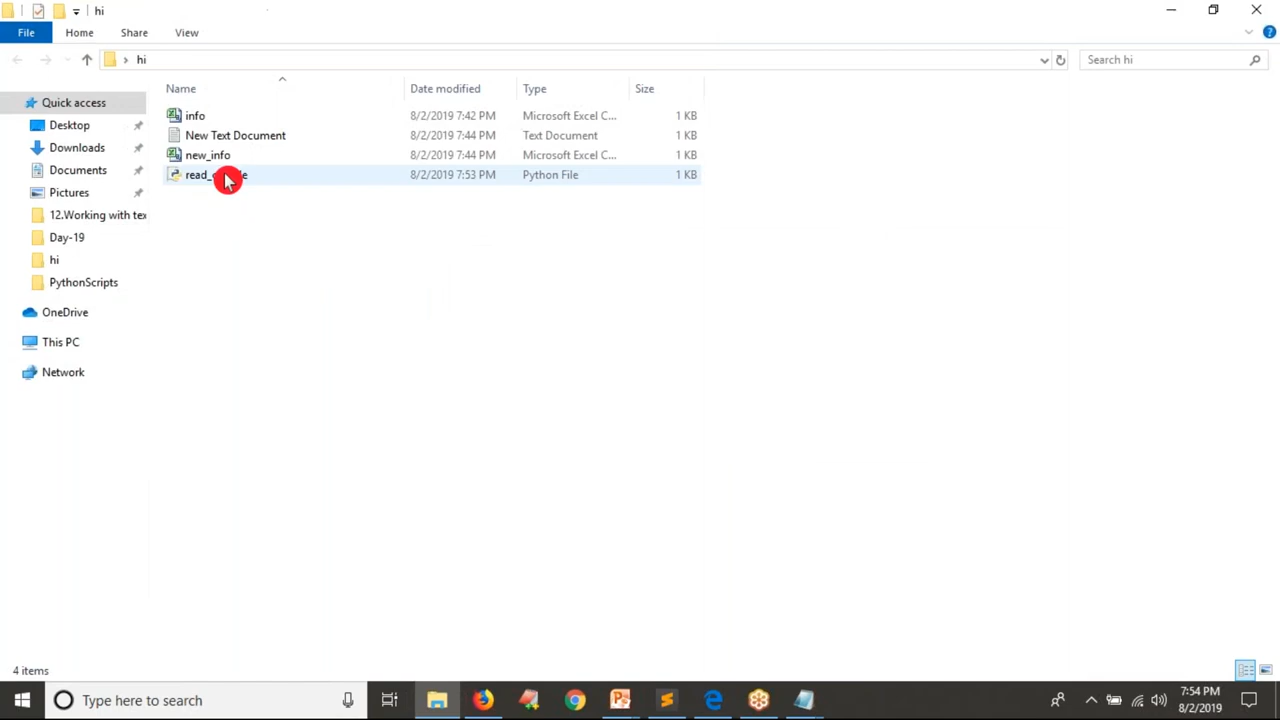 hi
File Home Share View
hi
Search hi
Name Date modified Type Size
Quick access
Desktop
Downloads
Documents
Pictures
12.Working with tex
Day-19
hi
PythonScripts
OneDrive
This PC
Network
info 8/2/2019 7:42 PM Microsoft Excel C... 1 KB
New Text Document 8/2/2019 7:44 PM Text Document 1 KB
new_info 8/2/2019 7:44 PM Microsoft Excel C... 1 KB
8/2/2019 7:53 PM Python File 1 KB
4 items
Type here to search
7:54 PM
8/2/2019